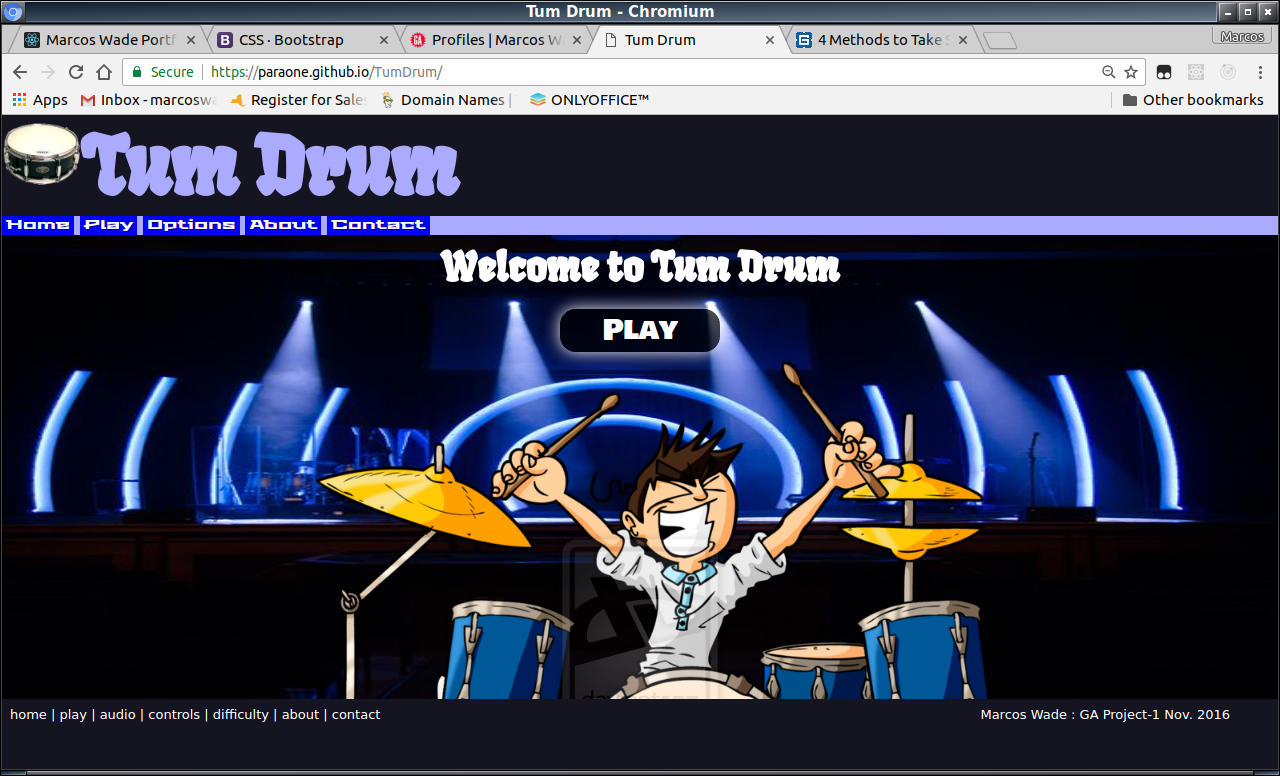 Tum Drum - Chromium
Marcos Wade Portf
CSS · Bootstrap
Profiles | Marcos W
Tum Drum
4 Methods to Take S
Marcos
Secure
https://paraone.github.io/TumDrum/
Apps
Inbox - marcoswa
Register for Sales
Domain Names |
ONLYOFFICE™
Other bookmarks
Tum Drum
Home Play Options About Contact
Welcome to Tum Drum
Play
home | play | audio | controls | difficulty | about | contact
Marcos Wade : GA Project-1 Nov. 2016